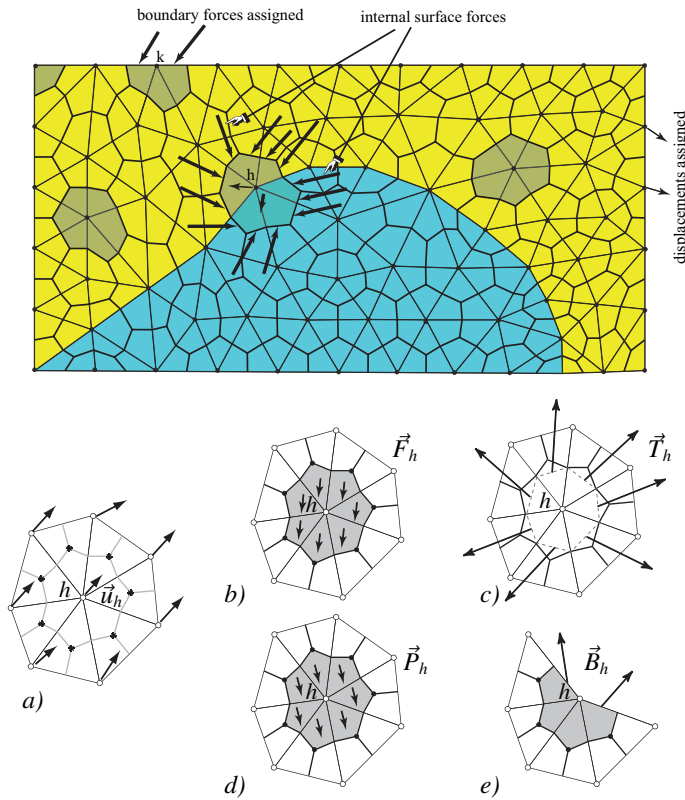 boundary forces assigned
internal surface forces
k
h
displacements assigned
h
u⃗h
a)
h
F⃗h
b)
h
T⃗h
c)
h
P⃗h
d)
h
B⃗h
e)